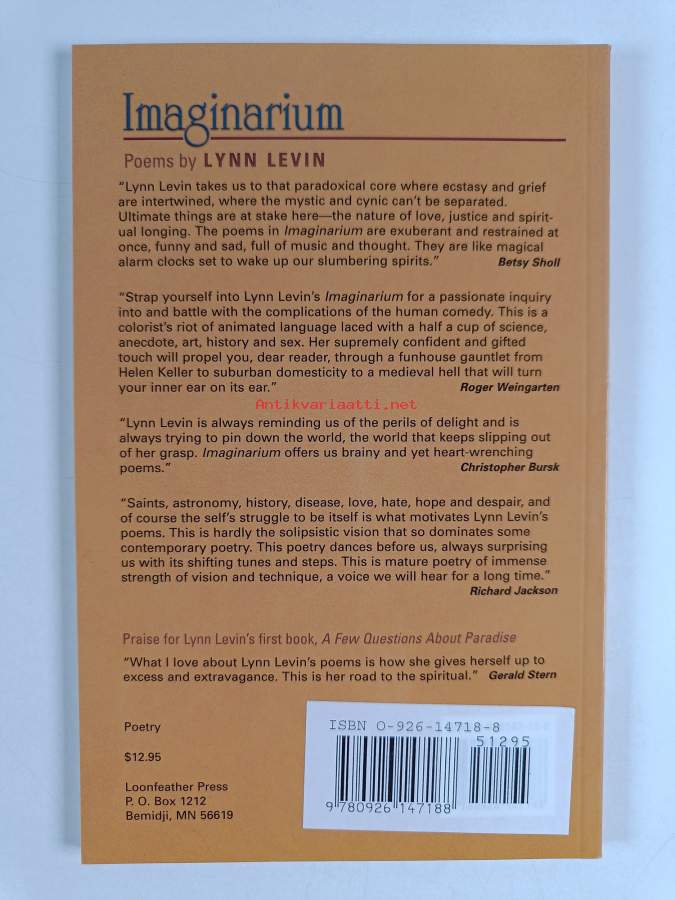 Imaginarium
Poems by LYNN LEVIN
“Lynn Levin takes us to that paradoxical core where ecstasy and grief
are intertwined, where the mystic and cynic can’t be separated.
Ultimate things are at stake here—the nature of love, justice and spirit-
ual longing. The poems in Imaginarium are exuberant and restrained at
once, funny and sad, full of music and thought. They are like magical
alarm clocks set to wake up our slumbering spirits.” Betsy Sholl
“Strap yourself into Lynn Levin’s Imaginarium for a passionate inquiry
into and battle with the complications of the human comedy. This is a
colorist’s riot of animated language laced with a half a cup of science,
anecdote, art, history and sex. Her supremely confident and gifted
touch will propel you, dear reader, through a funhouse gauntlet from
Helen Keller to suburban domesticity to a medieval hell that will turn
your inner ear on its ear.” Roger Weingarten
Antikvariaatti.net
“Lynn Levin is always reminding us of the perils of delight and is
always trying to pin down the world, the world that keeps slipping out
of her grasp. Imaginarium offers us brainy and yet heart-wrenching
poems.” Christopher Bursk
“Saints, astronomy, history, disease, love, hate, hope and despair, and
of course the self’s struggle to be itself is what motivates Lynn Levin’s
poems. This is hardly the solipsistic vision that so dominates some
contemporary poetry. This poetry dances before us, always surprising
us with its shifting tunes and steps. This is mature poetry of immense
strength of vision and technique, a voice we will hear for a long time.”
Richard Jackson
Praise for Lynn Levin’s first book, A Few Questions About Paradise
“What I love about Lynn Levin’s poems is how she gives herself up to
excess and extravagance. This is her road to the spiritual.” Gerald Stern
Poetry
$12.95
Loonfeather Press
P. O. Box 1212
Bemidji, MN 56619
ISBN 0-926-14718-8
51295
9 780926 147188